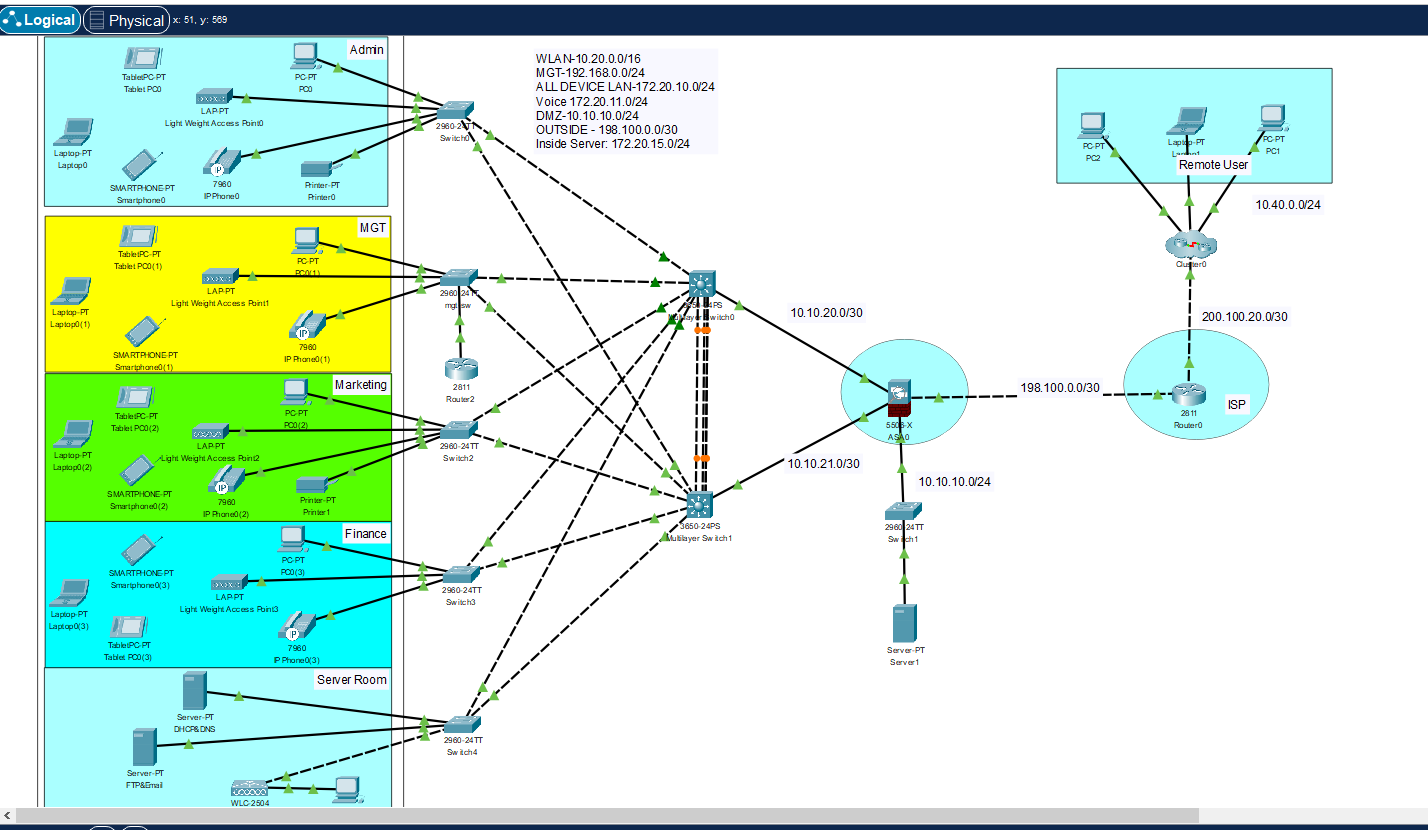 Logical
Physical
x: 51, y: 569
Admin
TabletPC-PT
Tablet PC0
PC-PT
PC0
LAP-PT
Light Weight Access Point0
Laptop-PT
Laptop0
SMARTPHONE-PT
Smartphone0
IP
7960
IP Phone0
Printer-PT
Printer0
2960-24TT
Switch0
WLAN-10.20.0.0/16
MGT-192.168.0.0/24
ALL DEVICE LAN-172.20.10.0/24
Voice 172.20.11.0/24
DMZ-10.10.10.0/24
OUTSIDE - 198.100.0.0/30
Inside Server: 172.20.15.0/24
PC-PT
PC2
Laptop-PT
PC-PT
PC1
Remote User
10.40.0.0/24
Cluster0
200.100.20.0/30
MGT
TabletPC-PT
Tablet PC0(1)
PC-PT
PC0(1)
LAP-PT
Light Weight Access Point1
Laptop-PT
Laptop0(1)
SMARTPHONE-PT
Smartphone0(1)
IP
7960
IP Phone0(1)
2960-24TT
2811
Router2
3650-24PS
Multilayer Switch0
10.10.20.0/30
Marketing
TabletPC-PT
Tablet PC0(2)
PC-PT
PC0(2)
LAP-PT
Light Weight Access Point2
Laptop-PT
Laptop0(2)
SMARTPHONE-PT
Smartphone0(2)
IP
7960
IP Phone0(2)
Printer-PT
Printer1
2960-24TT
Switch2
5506-X
ASA0
198.100.0.0/30
2811
Router0
ISP
10.10.21.0/30
10.10.10.0/24
3650-24PS
Multilayer Switch1
2960-24TT
Switch1
Server-PT
Server1
Finance
SMARTPHONE-PT
Smartphone0(3)
PC-PT
PC0(3)
LAP-PT
Light Weight Access Point3
Laptop-PT
Laptop0(3)
TabletPC-PT
Tablet PC0(3)
IP
7960
IP Phone0(3)
2960-24TT
Switch3
Server Room
Server-PT
DHCP&DNS
Server-PT
FTP&Email
WLC-2504
2960-24TT
Switch4